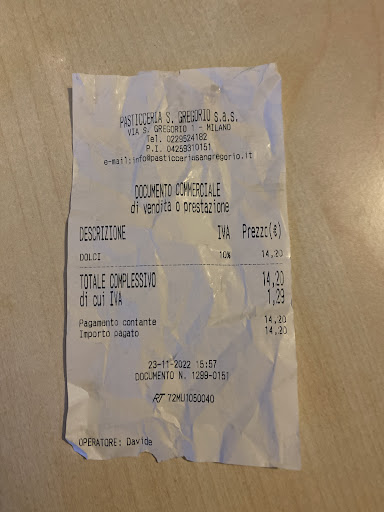 PASTICCERIA S. GREGORIO s.a.s.
VIA S. GREGORIO 1 - MILANO
Tel. 0229524182
P.I. 04259310151
e-mail:info@pasticceriasangregorio.it
DOCUMENTO COMMERCIALE
di vendita o prestazione
DESCRIZIONE IVA Prezzo(€)
DOLCI 10% 14,20
TOTALE COMPLESSIVO 14,20
di cui IVA 1,29
Pagamento contante 14,20
Importo pagato 14,20
23-11-2022 15:57
DOCUMENTO N. 1299-0151
RT 72MU1050040
OPERATORE: Davide